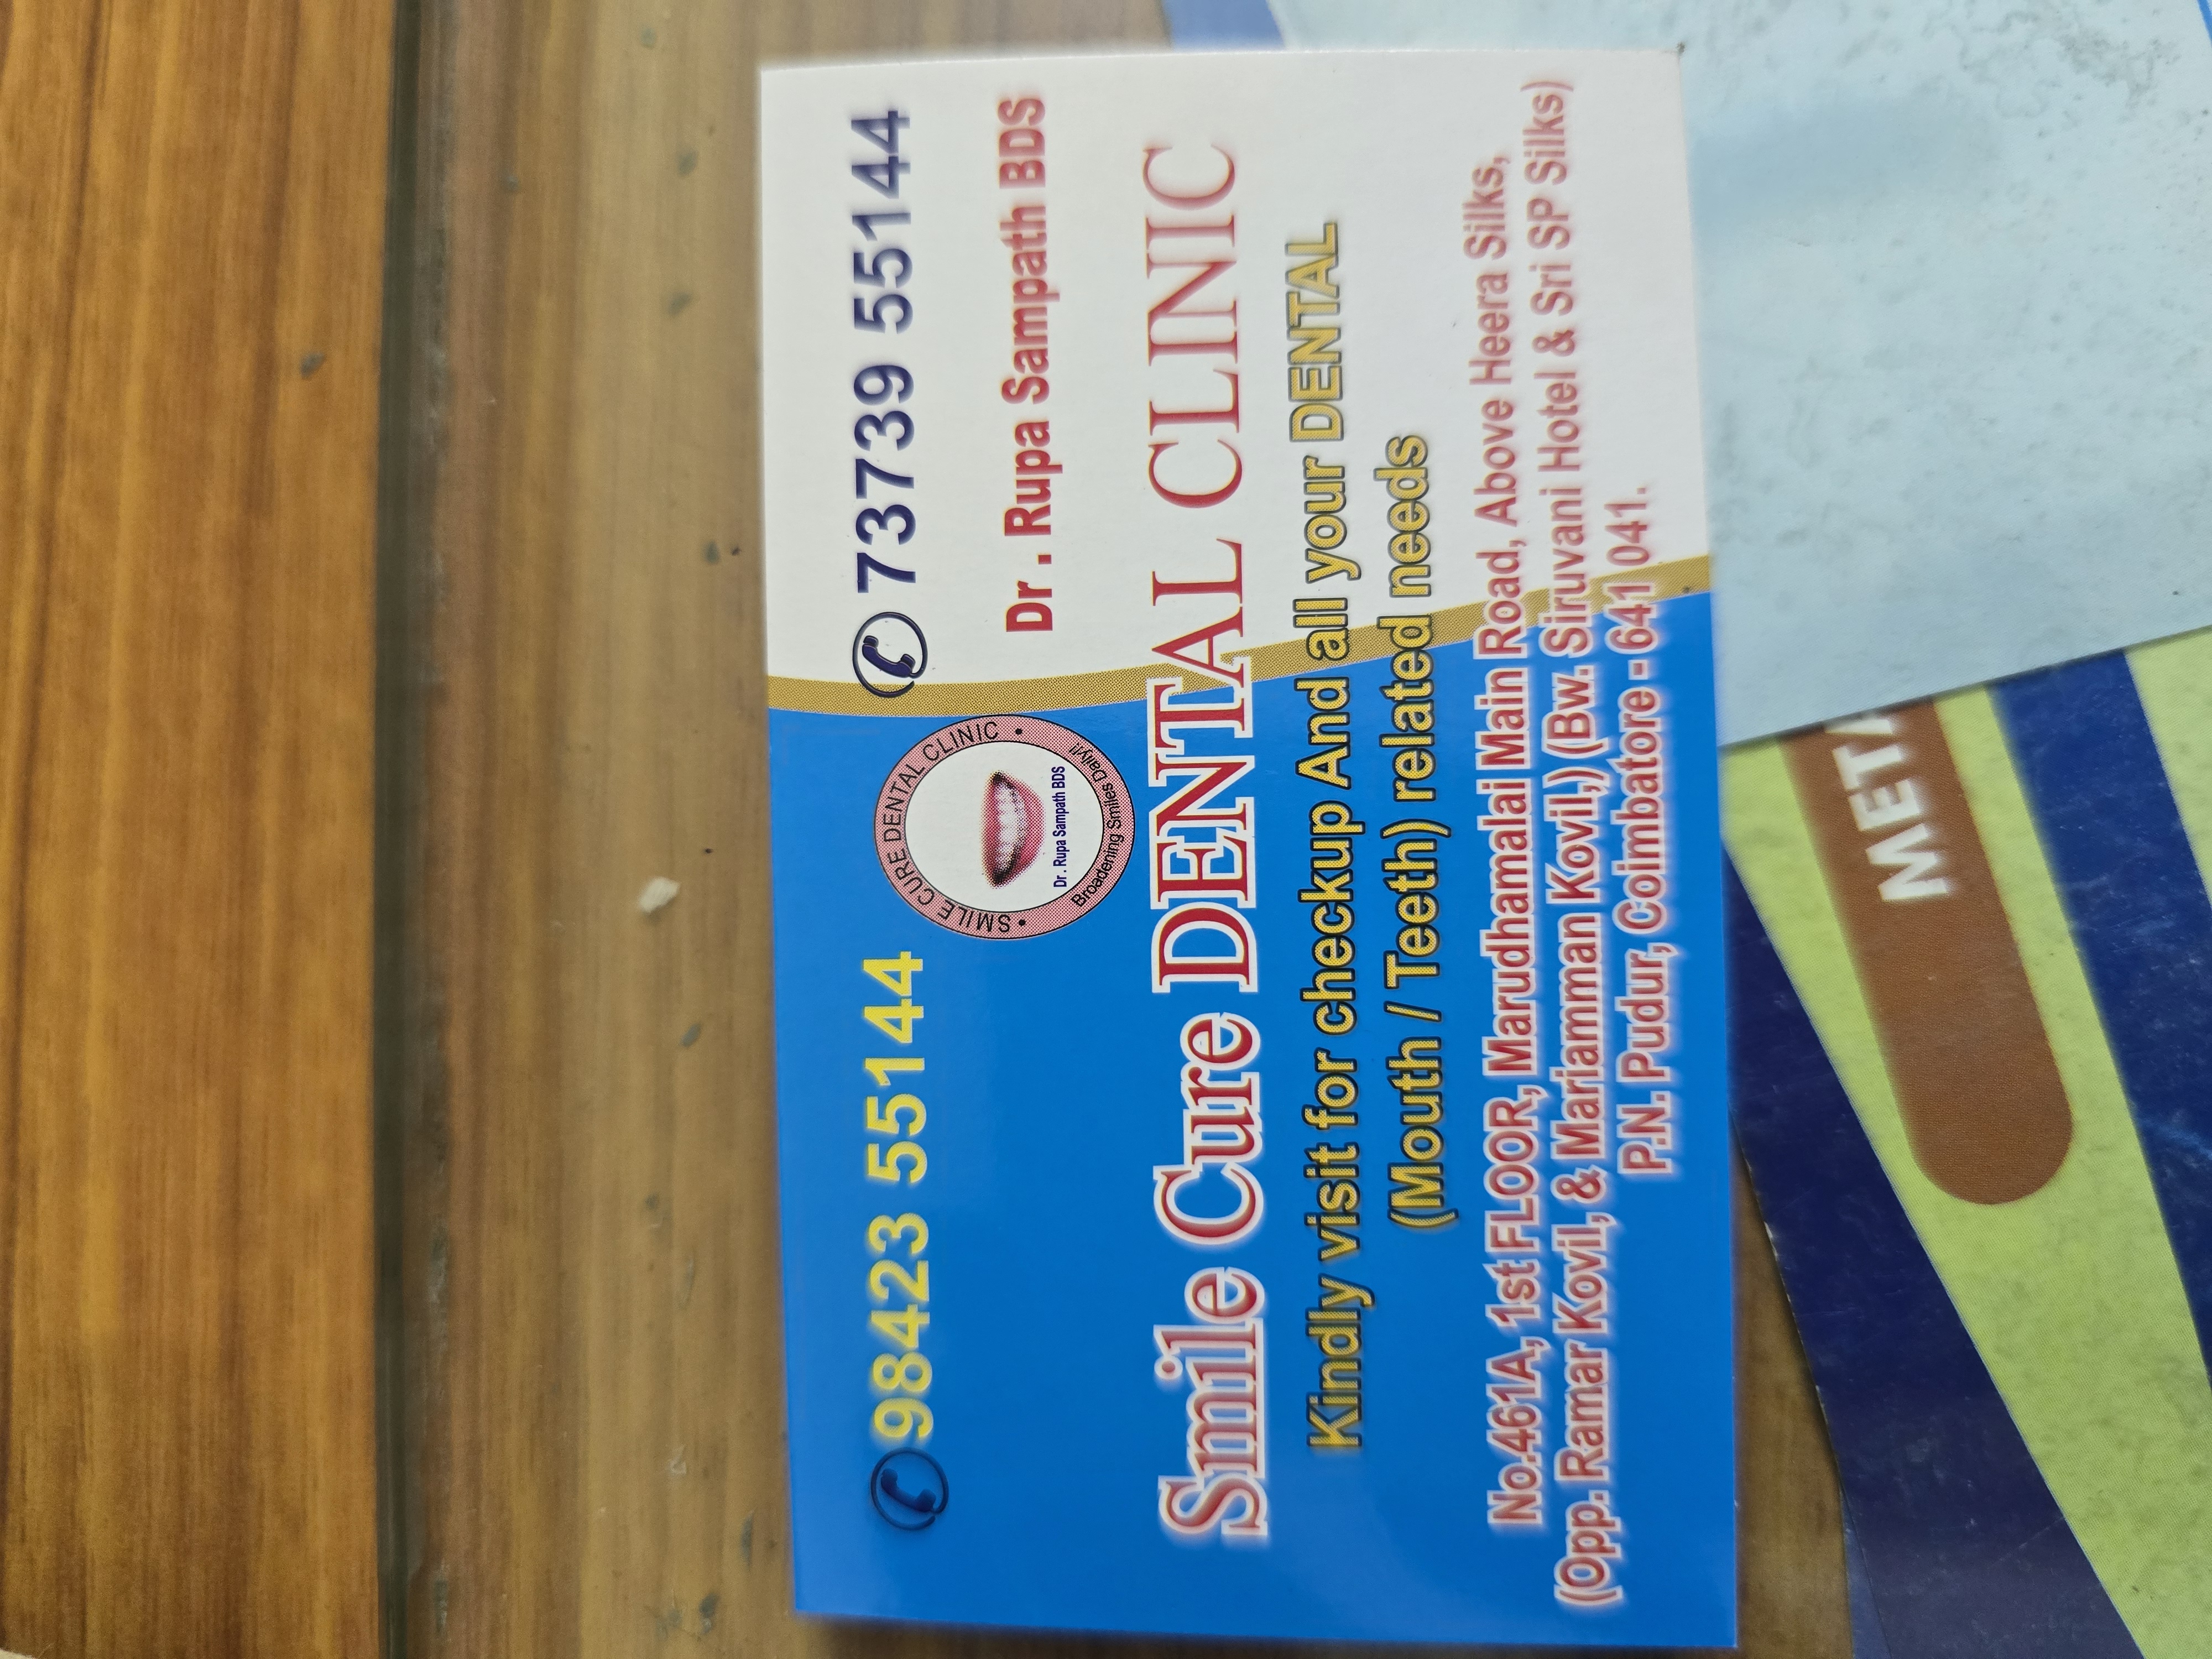 98423 55144
73739 55144
SMILE CURE DENTAL CLINIC
Dr. Rupa Sampath BDS
Broadening Smiles Daily!!
Dr . Rupa Sampath BDS
Smile Cure DENTAL CLINIC
Kindly visit for checkup And all your DENTAL
(Mouth / Teeth) related needs
No.461A, 1st FLOOR, Marudhamalai Main Road, Above Heera Silks,
(Opp. Ramar Kovil, & Mariamman Kovil,) (Bw. Siruvani Hotel & Sri SP Silks)
P.N. Pudur, Coimbatore - 641 041.